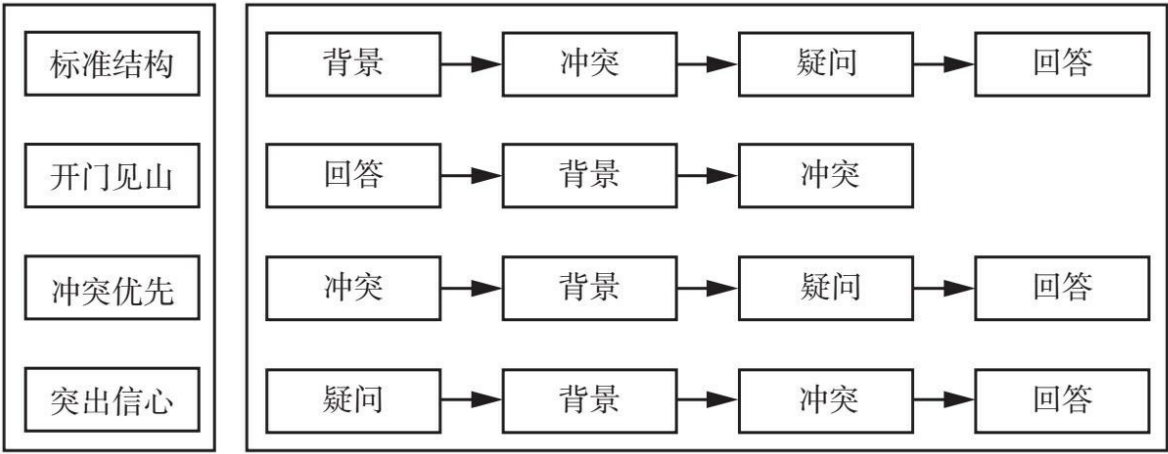 标准结构 背景 冲突 疑问 回答
开门见山 回答 背景 冲突
冲突优先 冲突 背景 疑问 回答
突出信心 疑问 背景 冲突 回答